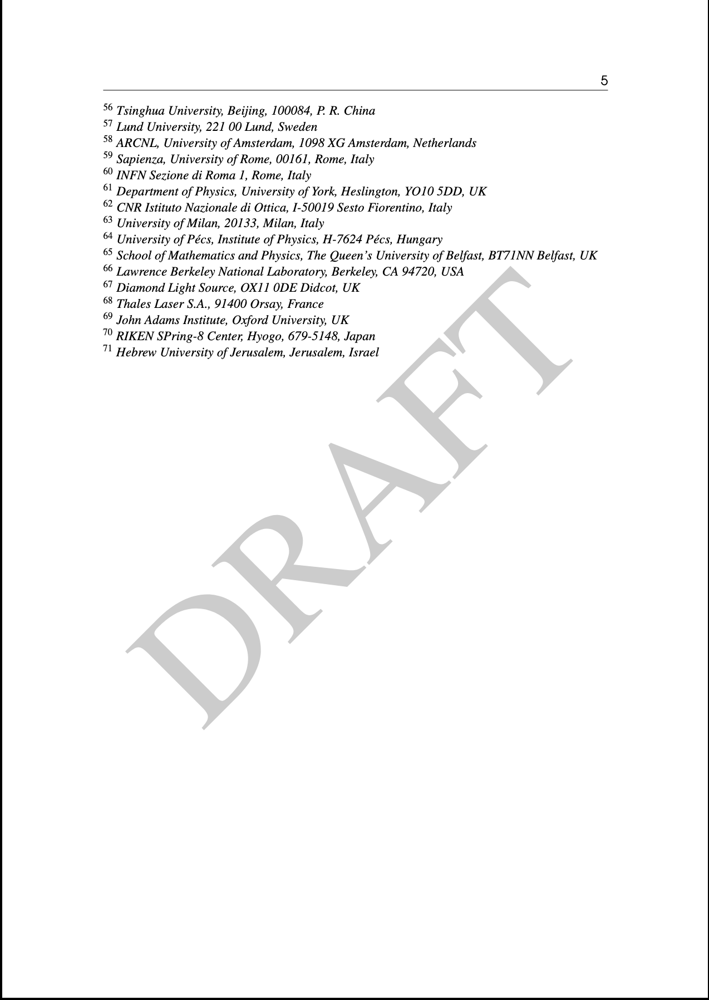 5
56 Tsinghua University, Beijing, 100084, P. R. China
57 Lund University, 221 00 Lund, Sweden
58 ARCNL, University of Amsterdam, 1098 XG Amsterdam, Netherlands
59 Sapienza, University of Rome, 00161, Rome, Italy
60 INFN Sezione di Roma 1, Rome, Italy
61 Department of Physics, University of York, Heslington, YO10 5DD, UK
62 CNR Istituto Nazionale di Ottica, I-50019 Sesto Fiorentino, Italy
63 University of Milan, 20133, Milan, Italy
64 University of Pécs, Institute of Physics, H-7624 Pécs, Hungary
65 School of Mathematics and Physics, The Queen’s University of Belfast, BT71NN Belfast, UK
66 Lawrence Berkeley National Laboratory, Berkeley, CA 94720, USA
67 Diamond Light Source, OX11 0DE Didcot, UK
68 Thales Laser S.A., 91400 Orsay, France
69 John Adams Institute, Oxford University, UK
70 RIKEN SPring-8 Center, Hyogo, 679-5148, Japan
71 Hebrew University of Jerusalem, Jerusalem, Israel
DRAFT